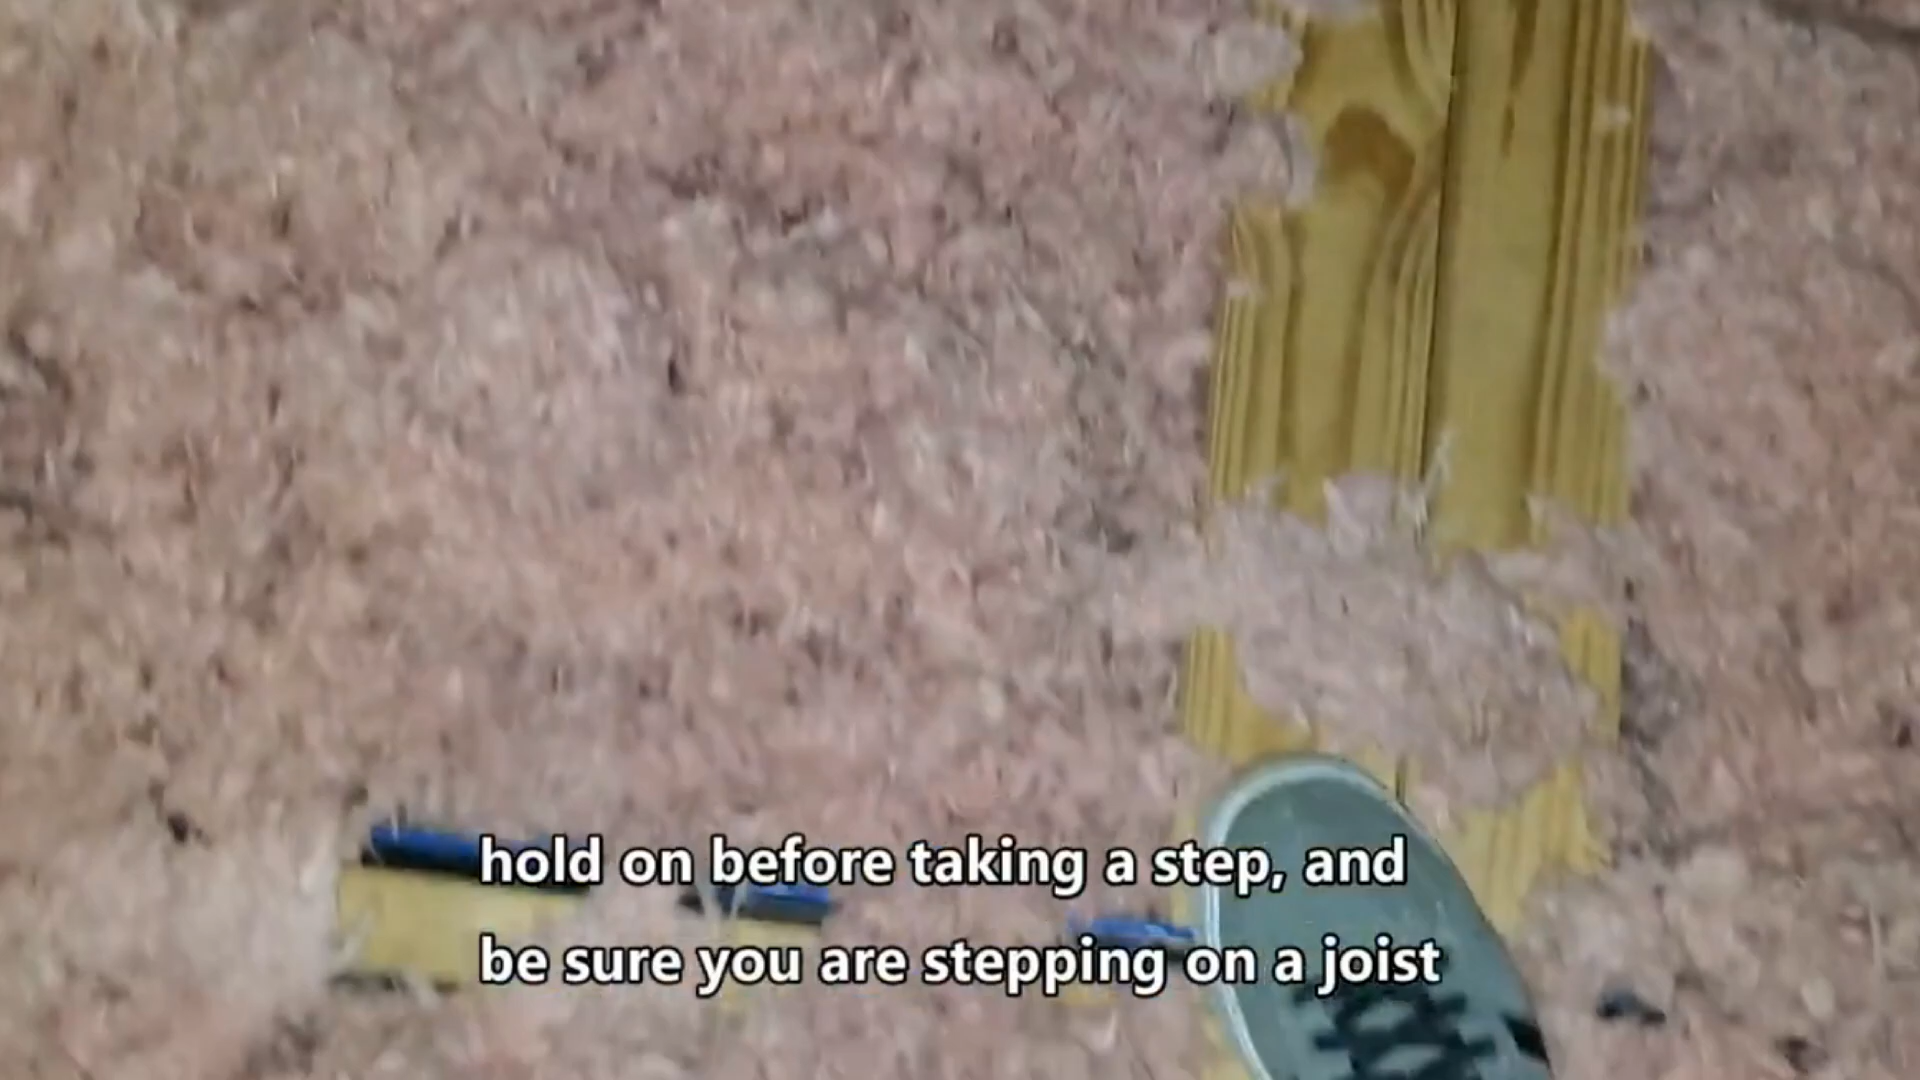 hold on before taking a step, and
be sure you are stepping on a joist